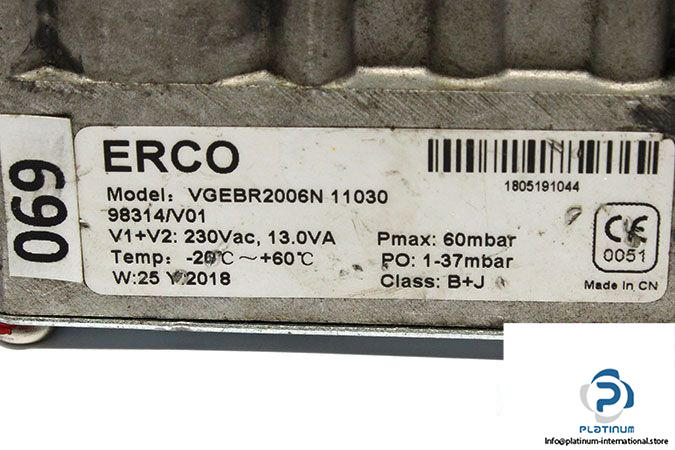 069
ERCO
1805191044
Model: VGEBR2006N 11030
98314/V01
V1+V2: 230Vac, 13.0VA
Pmax: 60mbar
Temp: -20℃~+60℃
PO: 1-37mbar
W:25 Y:2018
Class: B+J
CE
0051
Made in CN
PLATINUM
Info@platinum-international.store